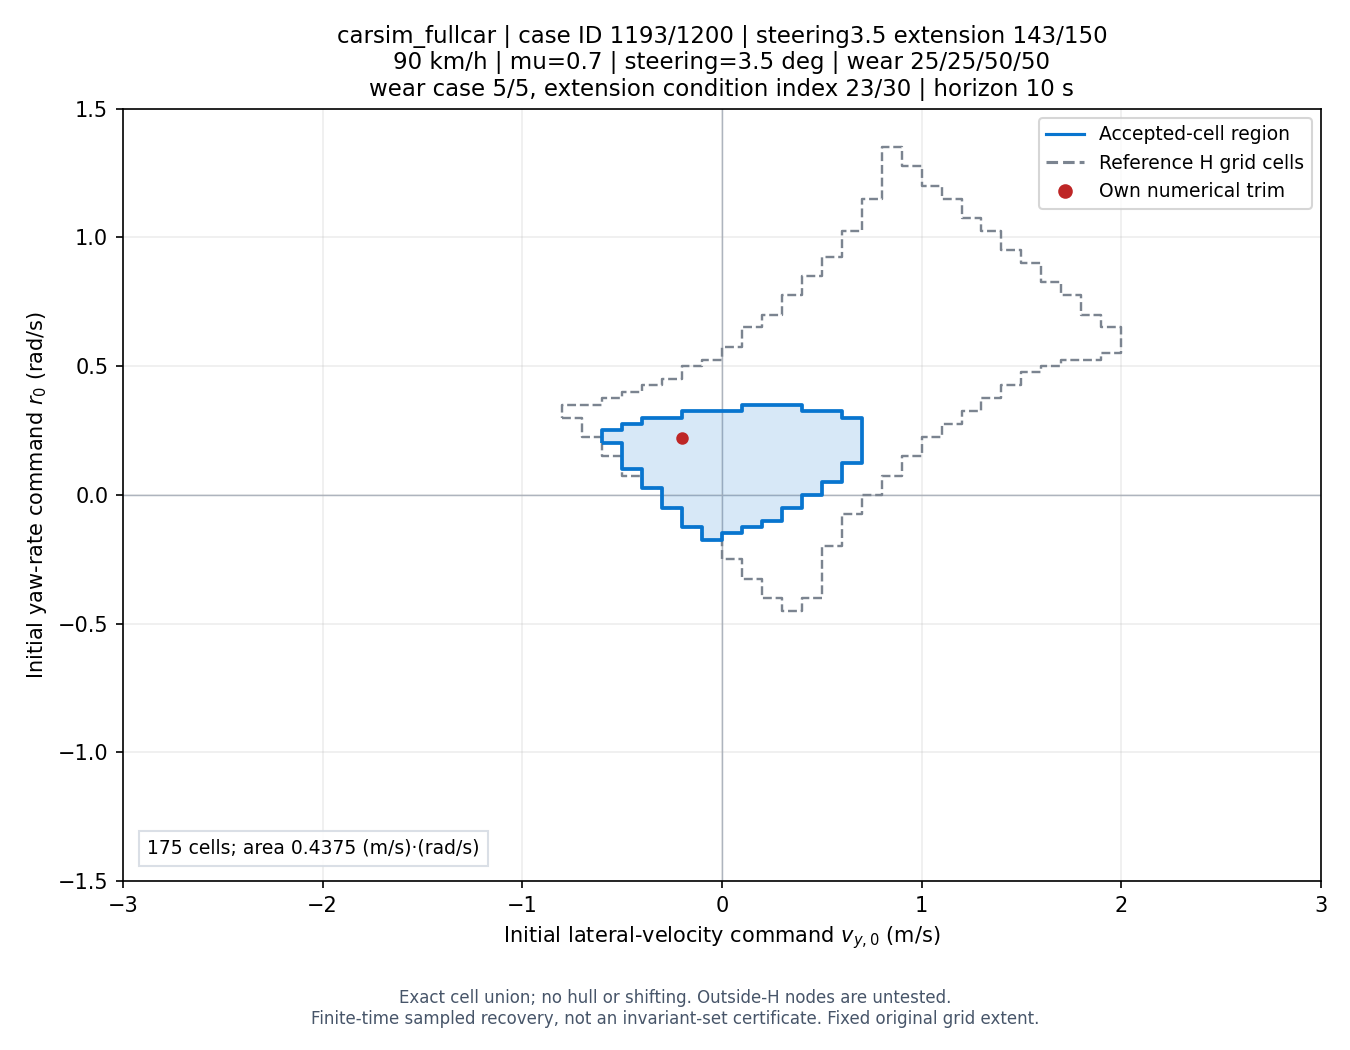 carsim_fullcar | case ID 1193/1200 | steering3.5 extension 143/150
90 km/h | mu=0.7 | steering=3.5 deg | wear 25/25/50/50
wear case 5/5, extension condition index 23/30 | horizon 10 s
Accepted-cell region
Reference H grid cells
Own numerical trim
1.5
1.0
0.5
0.0
−0.5
−1.0
−1.5
Initial yaw-rate command r₀ (rad/s)
175 cells; area 0.4375 (m/s)·(rad/s)
−3
−2
−1
0
1
2
3
Initial lateral-velocity command v_{y,0} (m/s)
Exact cell union; no hull or shifting. Outside-H nodes are untested.
Finite-time sampled recovery, not an invariant-set certificate. Fixed original grid extent.